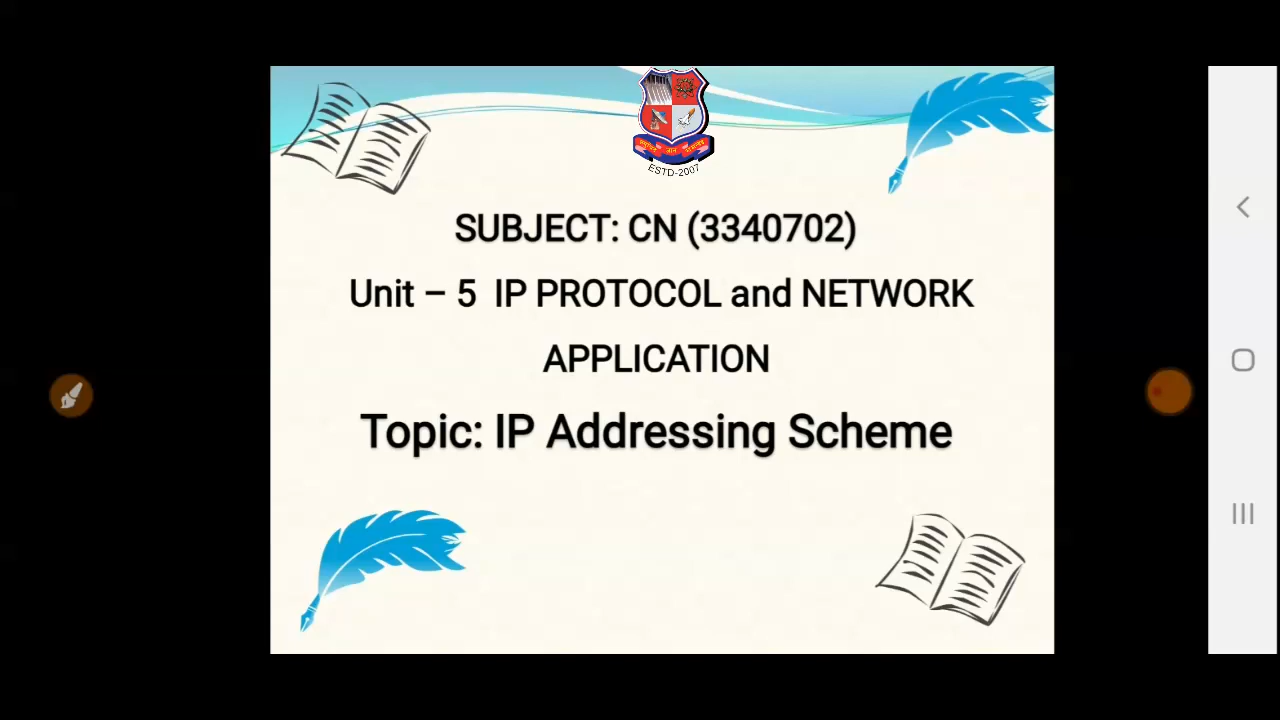 ESTD-2007
SUBJECT: CN (3340702)
Unit – 5 IP PROTOCOL and NETWORK
APPLICATION
Topic: IP Addressing Scheme